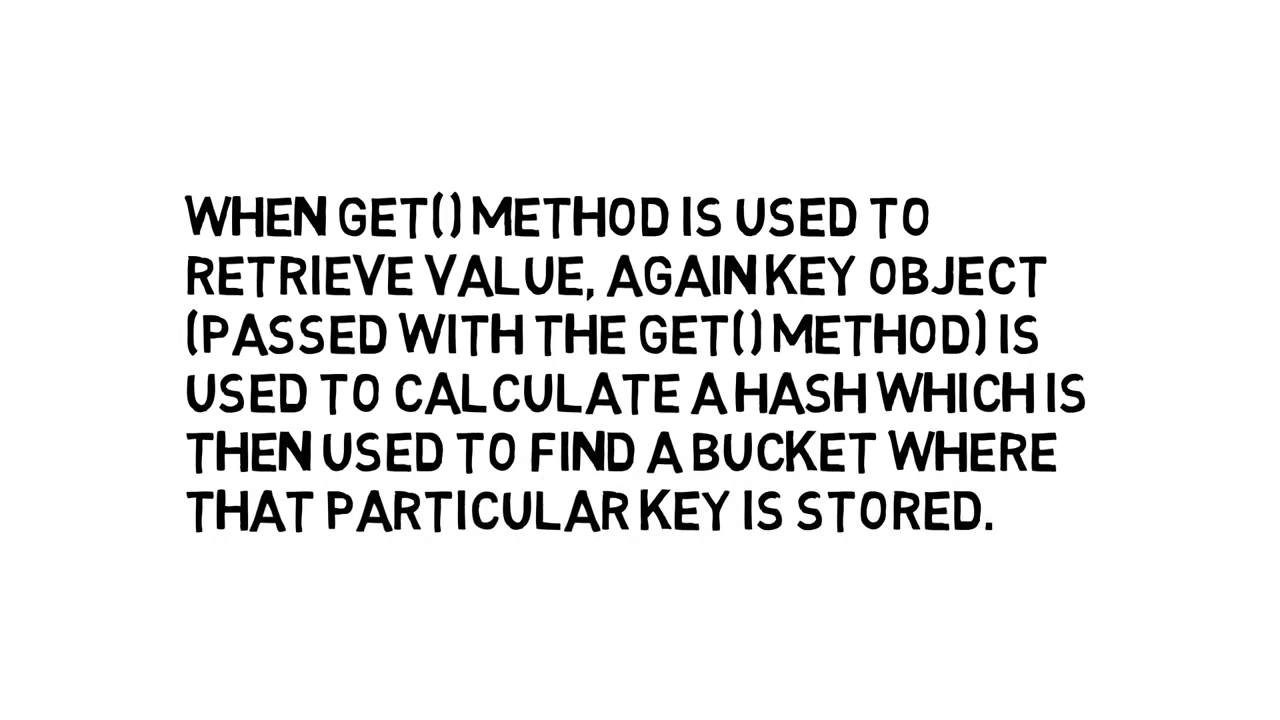 WHEN GET() METHOD IS USED TO
RETRIEVE VALUE, AGAIN KEY OBJECT
(PASSED WITH THE GET() METHOD) IS
USED TO CALCULATE A HASH WHICH IS
THEN USED TO FIND A BUCKET WHERE
THAT PARTICULAR KEY IS STORED.